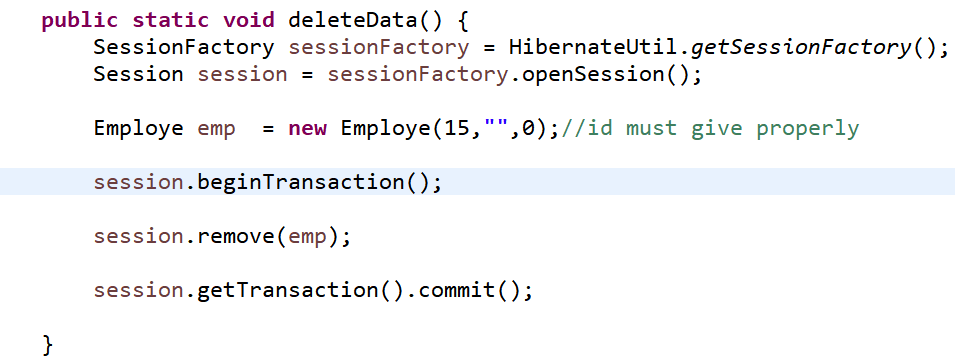 public static void deleteData() {
SessionFactory sessionFactory = HibernateUtil.getSessionFactory();
Session session = sessionFactory.openSession();
Employe emp  = new Employe(15,"",0);//id must give properly
session.beginTransaction();
session.remove(emp);
session.getTransaction().commit();
}